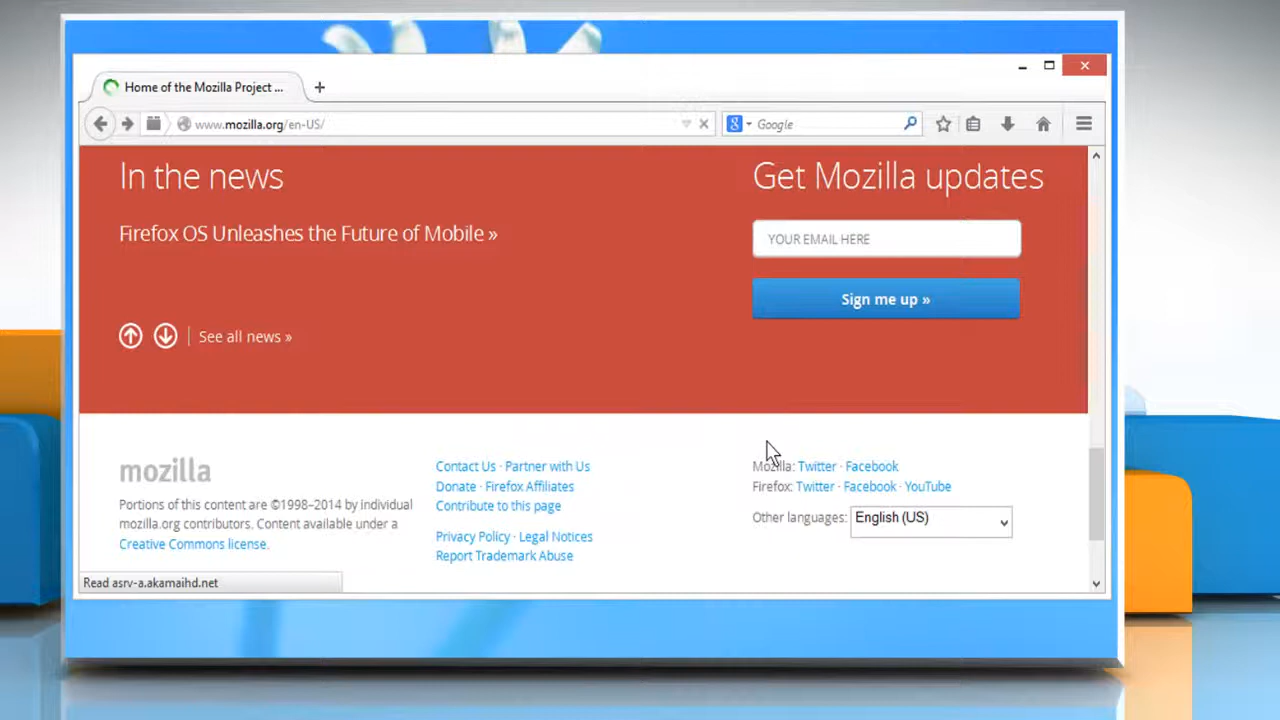 Home of the Mozilla Project ...
www.mozilla.org/en-US/
Google
In the news
Firefox OS Unleashes the Future of Mobile »
See all news »
Get Mozilla updates
YOUR EMAIL HERE
Sign me up »
mozilla
Portions of this content are ©1998–2014 by individual
mozilla.org contributors. Content available under a
Creative Commons license.
Contact Us · Partner with Us
Donate · Firefox Affiliates
Contribute to this page
Privacy Policy · Legal Notices
Report Trademark Abuse
Mozilla: Twitter · Facebook
Firefox: Twitter · Facebook · YouTube
Other languages: English (US)
Read asrv-a.akamaihd.net